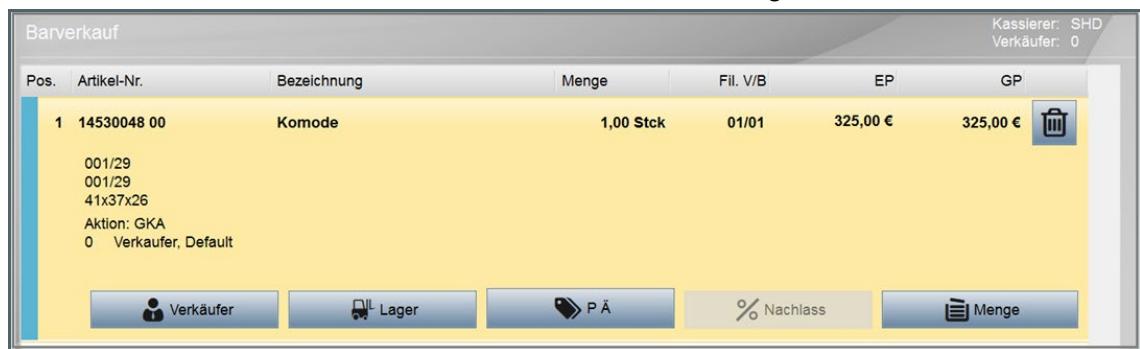 Barverkauf
Kassierer: SHD
Verkäufer: 0
Pos. Artikel-Nr. Bezeichnung Menge Fil. V/B EP GP
1 14530048 00 Komode 1,00 Stck 01/01 325,00 € 325,00 €
001/29
001/29
41x37x26
Aktion: GKA
0 Verkaufer, Default
Verkäufer Lager P Ä Nachlass Menge